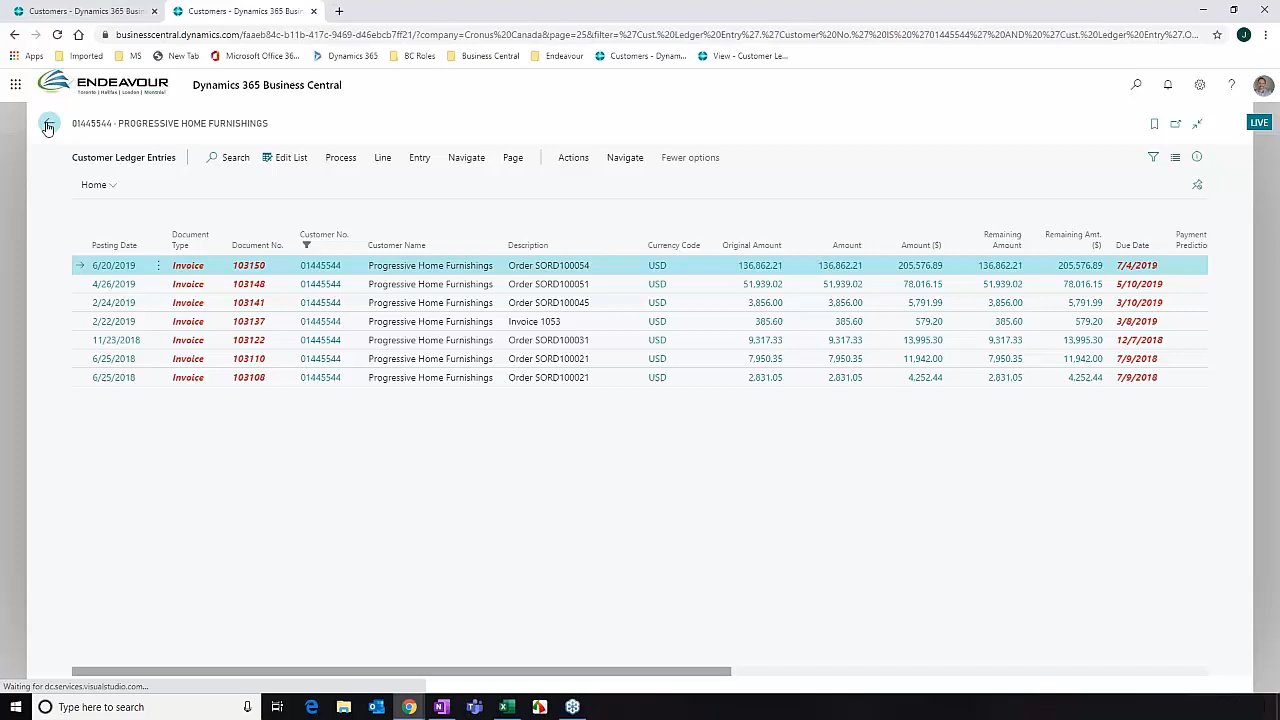 Customers - Dynamics 365 Busin
Customers - Dynamics 365 Busin
businesscentral.dynamics.com/faaeb84c-b11b-417c-9469-d46ebcb7ff21/?company=Cronus%20Canada&page=25&filter=%27Cust.%20Ledger%20Entry%27.%27Customer%20No.%27%20IS%20%2701445544%27%20AND%20%27Cust.%20Ledger%20Entry%27.O...
J
Apps Imported MS New Tab Microsoft Office 36... Dynamics 365 BC Roles Business Central Endeavour Customers - Dynam... View - Customer Le...
ENDEAVOUR
Toronto | Halifax | London | Montréal
Dynamics 365 Business Central
01445544 · PROGRESSIVE HOME FURNISHINGS
LIVE
Customer Ledger Entries Search Edit List Process Line Entry Navigate Page Actions Navigate Fewer options
Home
Posting Date Document Type Document No. Customer No. Customer Name Description Currency Code Original Amount Amount Amount ($) Remaining Amount Remaining Amt. ($) Due Date Payment Predictio
6/20/2019 Invoice 103150 01445544 Progressive Home Furnishings Order SORD100054 USD 136,862.21 136,862.21 205,576.89 136,862.21 205,576.89 7/4/2019
4/26/2019 Invoice 103148 01445544 Progressive Home Furnishings Order SORD100051 USD 51,939.02 51,939.02 78,016.15 51,939.02 78,016.15 5/10/2019
2/24/2019 Invoice 103141 01445544 Progressive Home Furnishings Order SORD100045 USD 3,856.00 3,856.00 5,791.99 3,856.00 5,791.99 3/10/2019
2/22/2019 Invoice 103137 01445544 Progressive Home Furnishings Invoice 1053 USD 385.60 385.60 579.20 385.60 579.20 3/8/2019
11/23/2018 Invoice 103122 01445544 Progressive Home Furnishings Order SORD100031 USD 9,317.33 9,317.33 13,995.30 9,317.33 13,995.30 12/7/2018
6/25/2018 Invoice 103110 01445544 Progressive Home Furnishings Order SORD100021 USD 7,950.35 7,950.35 11,942.00 7,950.35 11,942.00 7/9/2018
6/25/2018 Invoice 103108 01445544 Progressive Home Furnishings Order SORD100021 USD 2,831.05 2,831.05 4,252.44 2,831.05 4,252.44 7/9/2018
Waiting for dc.services.visualstudio.com...
Type here to search